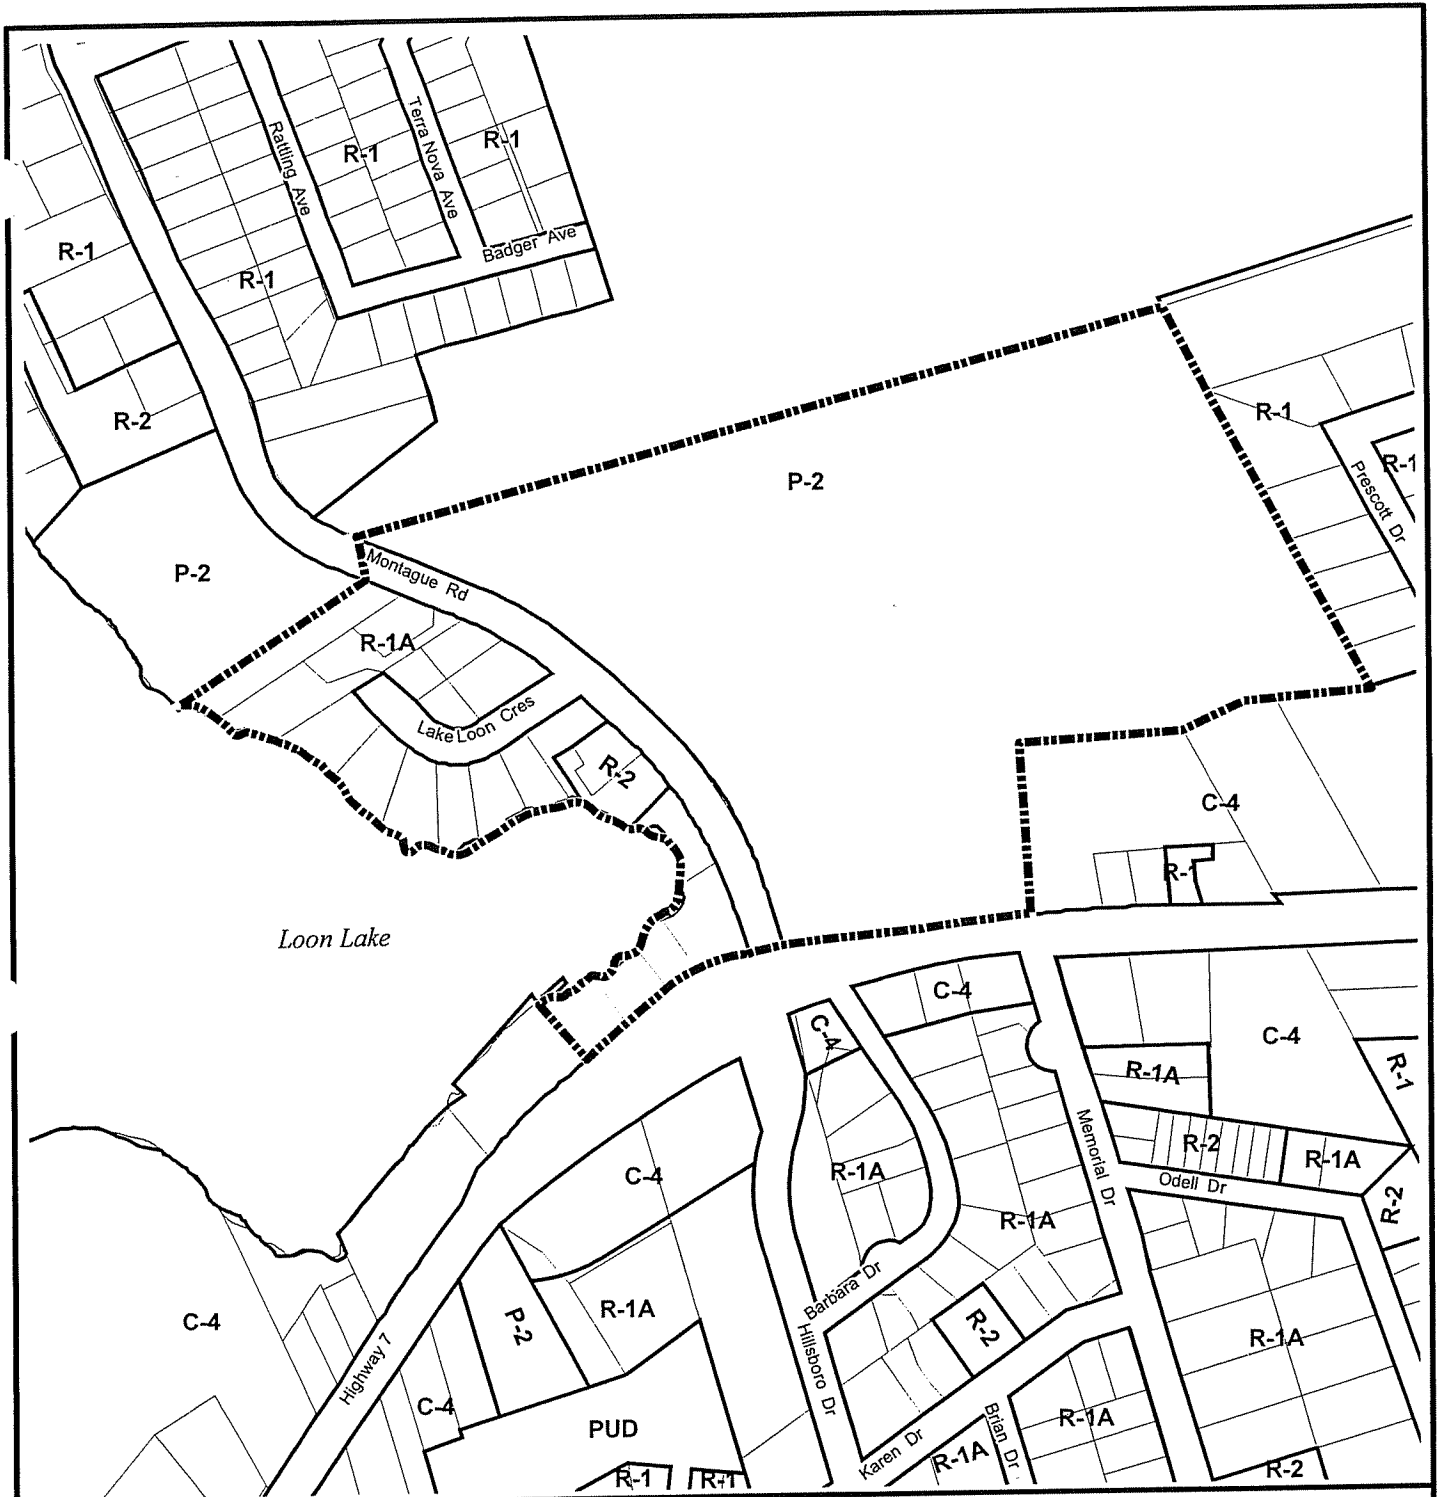 Rattling Ave
Terra Nova Ave
R-1
R-1
R-1
R-1
Badger Ave
R-2
P-2
P-2
R-1
R-1
Prescott Dr
Montague Rd
R-1A
Lake Loon Cres
R-2
C-4
R-1
Loon Lake
C-4
C-4
C-4
R-1A
R-1
Memorial Dr
R-2
R-1A
R-1A
C-4
Odell Dr
R-2
R-1A
Barbara Dr
C-4
P-2
R-1A
R-2
R-1A
Hillsboro Dr
Highway 7
C-4
PUD
R-1A
Brian Dr
Karen Dr
R-1A
R-1
R-1
R-2